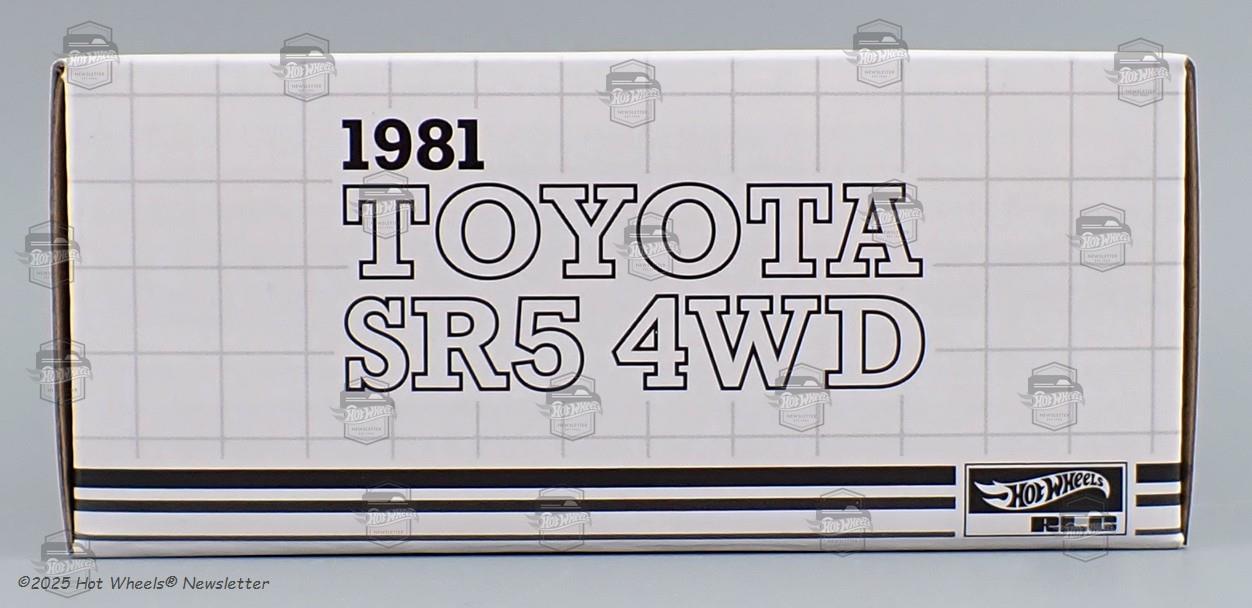 1981
TOYOTA
SR5 4WD
HOT WHEELS
RLC
©2025 Hot Wheels® Newsletter